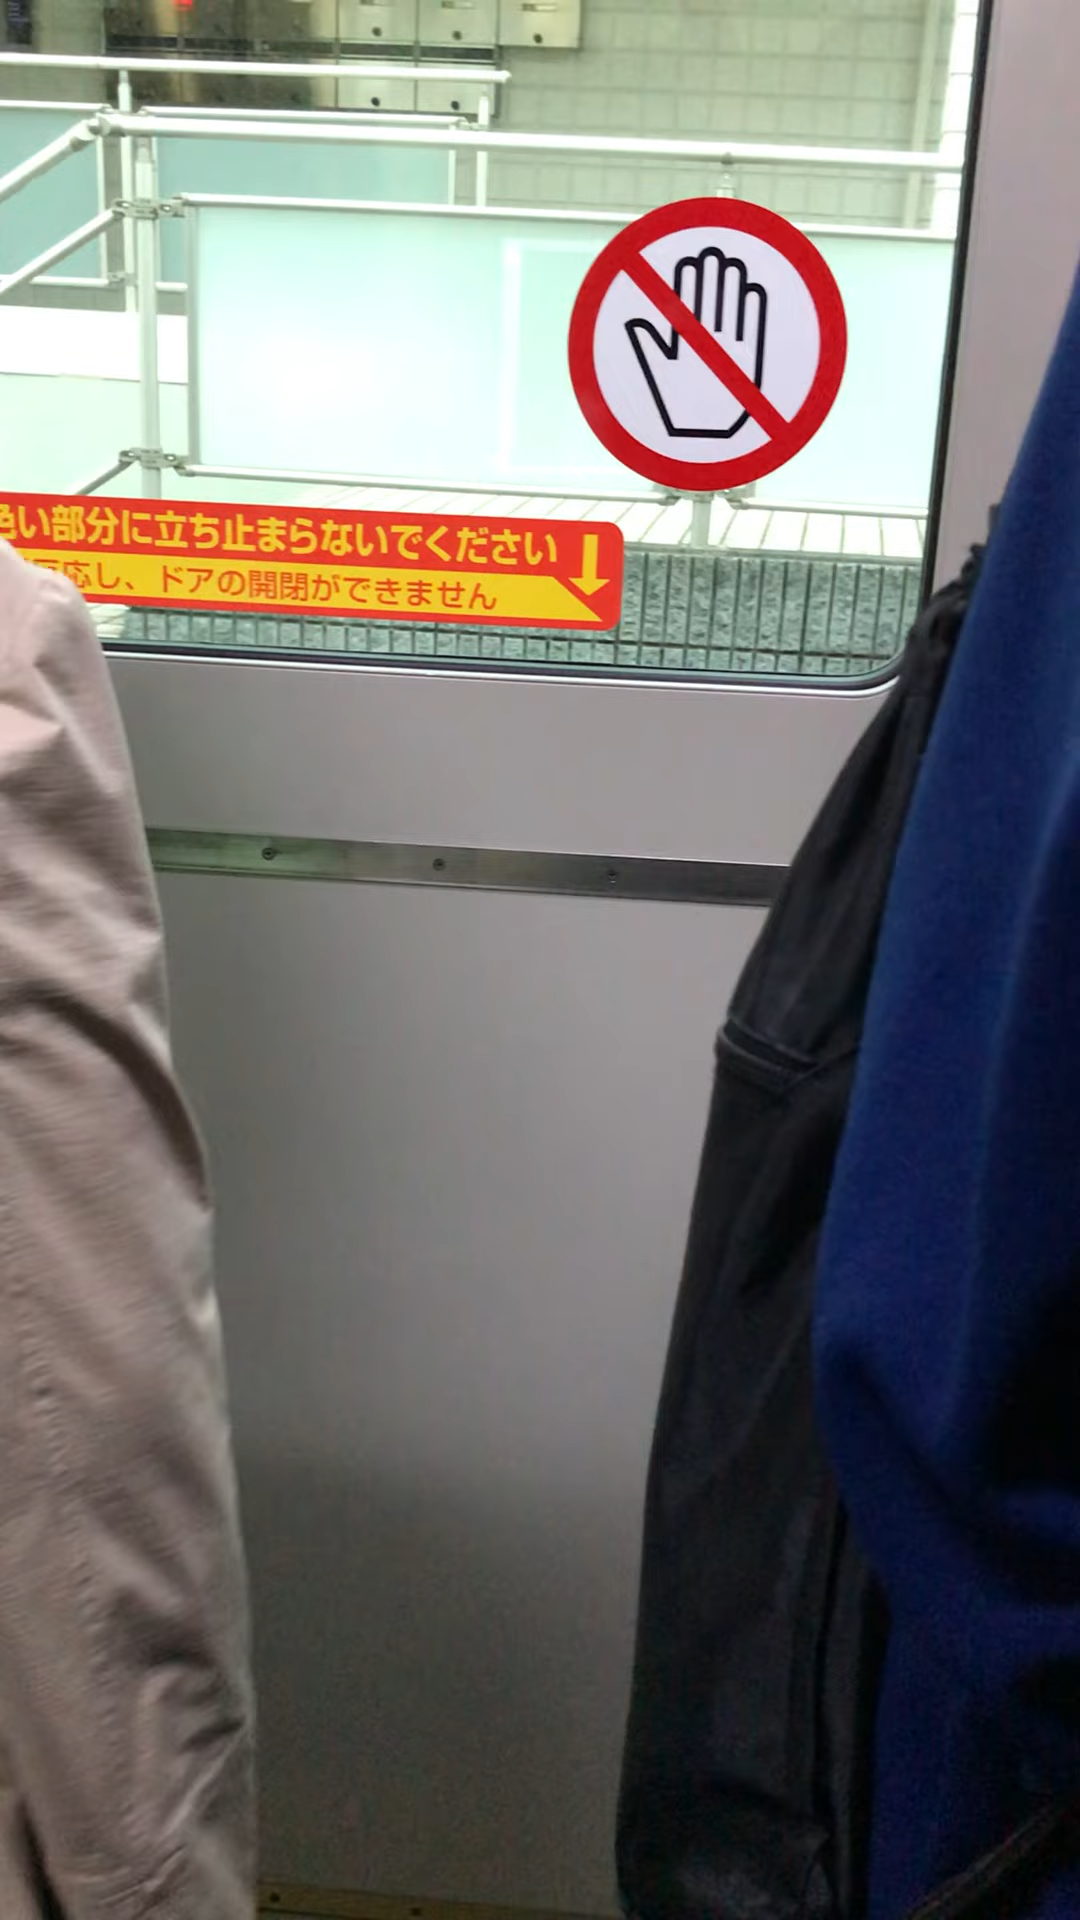 色い部分に立ち止まらないでください
応し、ドアの開閉ができません